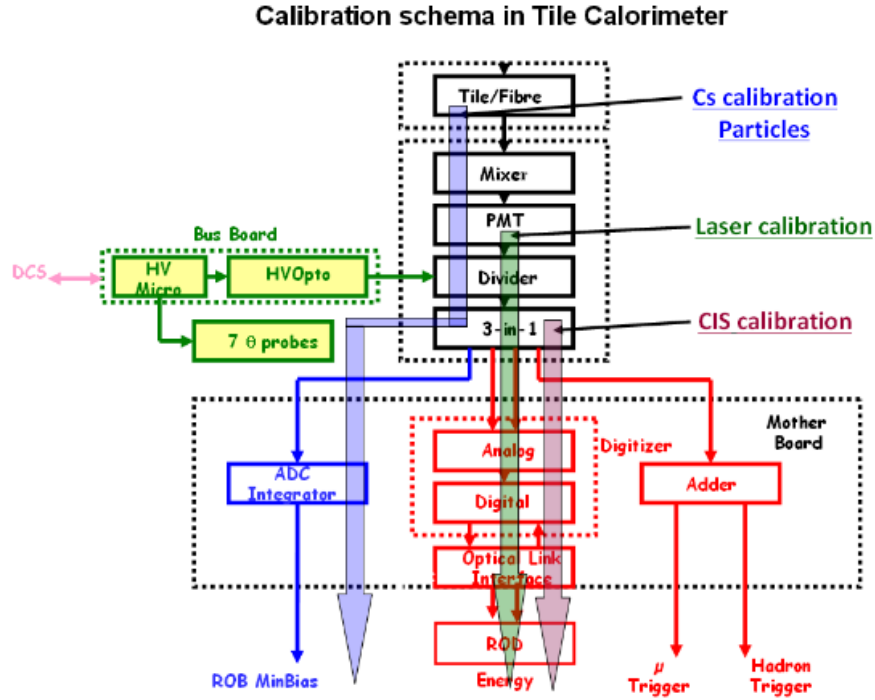 Calibration schema in Tile Calorimeter
Tile/Fibre
Cs calibration
Particles
Mixer
PMT
Laser calibration
Bus Board
DCS
HV
Micro
HVOpto
Divider
7 θ probes
3-in-1
CIS calibration
Mother
Board
Analog
Digitizer
ADC
Integrator
Digital
Adder
Optical Link
Interface
ROD
ROB MinBias
Energy
μ
Trigger
Hadron
Trigger